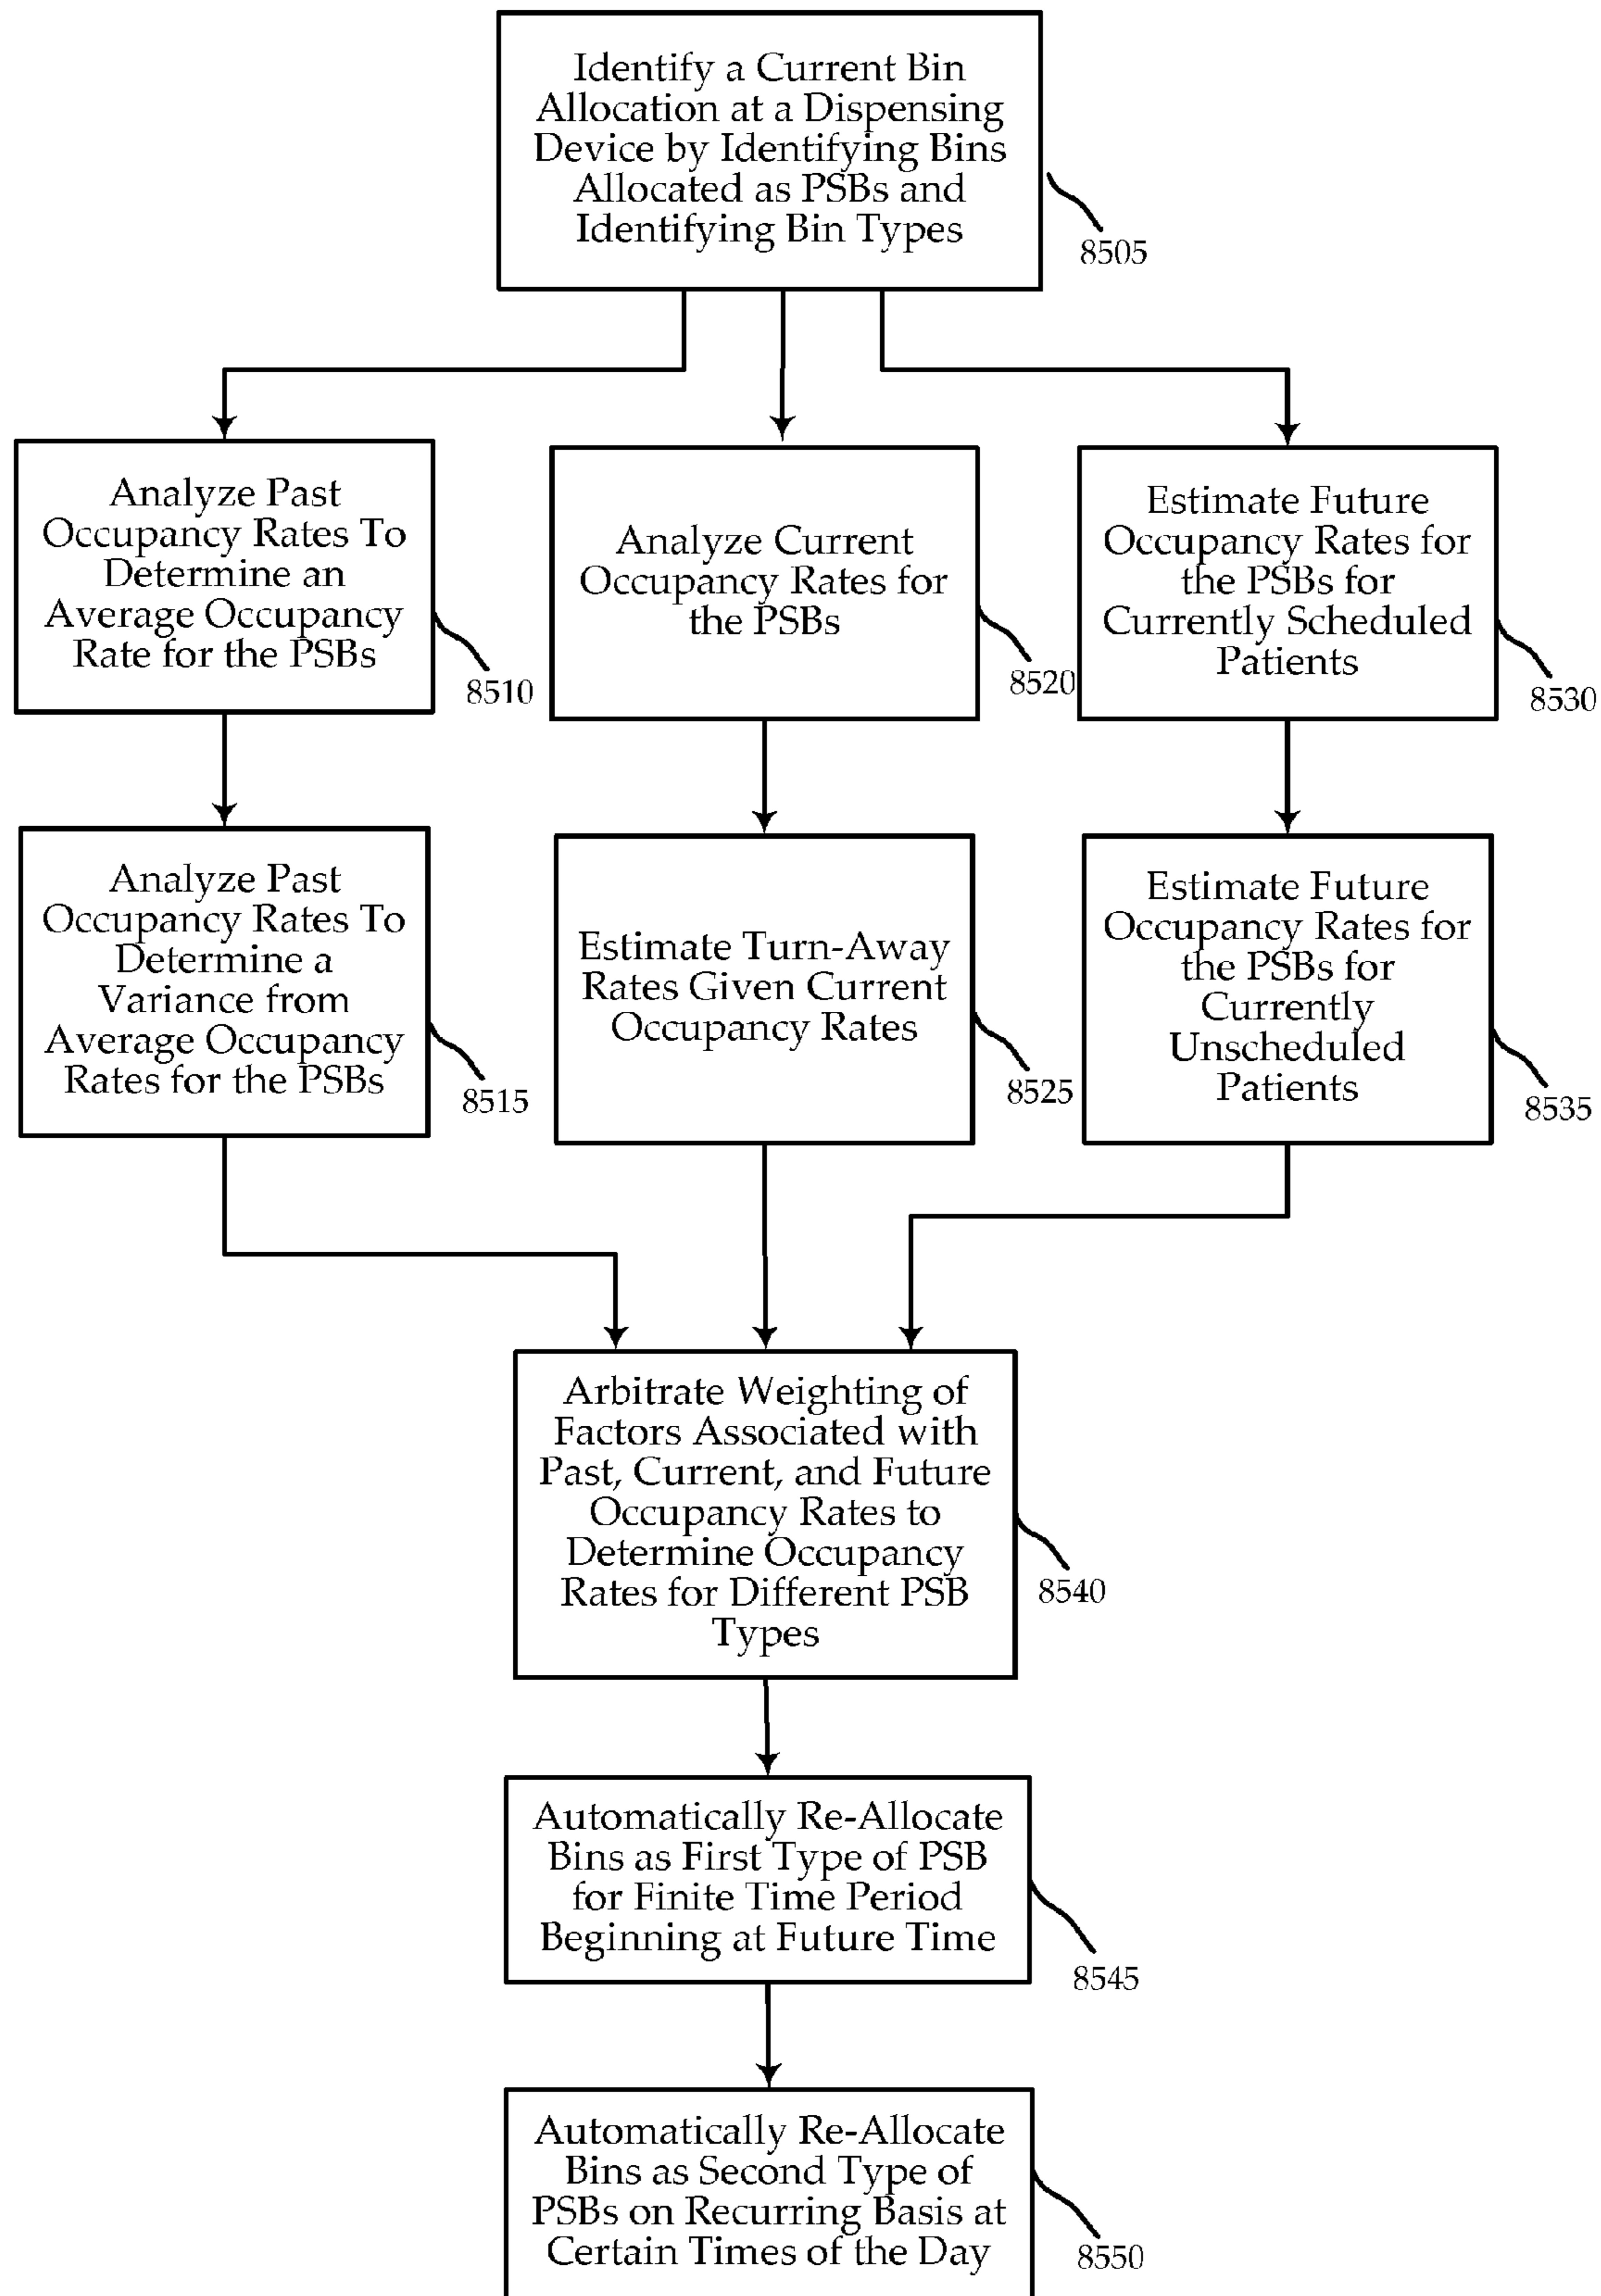 Identify a Current Bin
Allocation at a Dispensing
Device by Identifying Bins
Allocated as PSBs and
Identifying Bin Types
8505
Analyze Past
Occupancy Rates To
Determine an
Average Occupancy
Rate for the PSBs
8510
Analyze Current
Occupancy Rates for
the PSBs
8520
Estimate Future
Occupancy Rates for
the PSBs for
Currently Scheduled
Patients
8530
Analyze Past
Occupancy Rates To
Determine a
Variance from
Average Occupancy
Rates for the PSBs
8515
Estimate Turn-Away
Rates Given Current
Occupancy Rates
8525
Estimate Future
Occupancy Rates for
the PSBs for
Currently
Unscheduled
Patients
8535
Arbitrate Weighting of
Factors Associated with
Past, Current, and Future
Occupancy Rates to
Determine Occupancy
Rates for Different PSB
Types
8540
Automatically Re-Allocate
Bins as First Type of PSB
for Finite Time Period
Beginning at Future Time
8545
Automatically Re-Allocate
Bins as Second Type of
PSBs on Recurring Basis at
Certain Times of the Day
8550